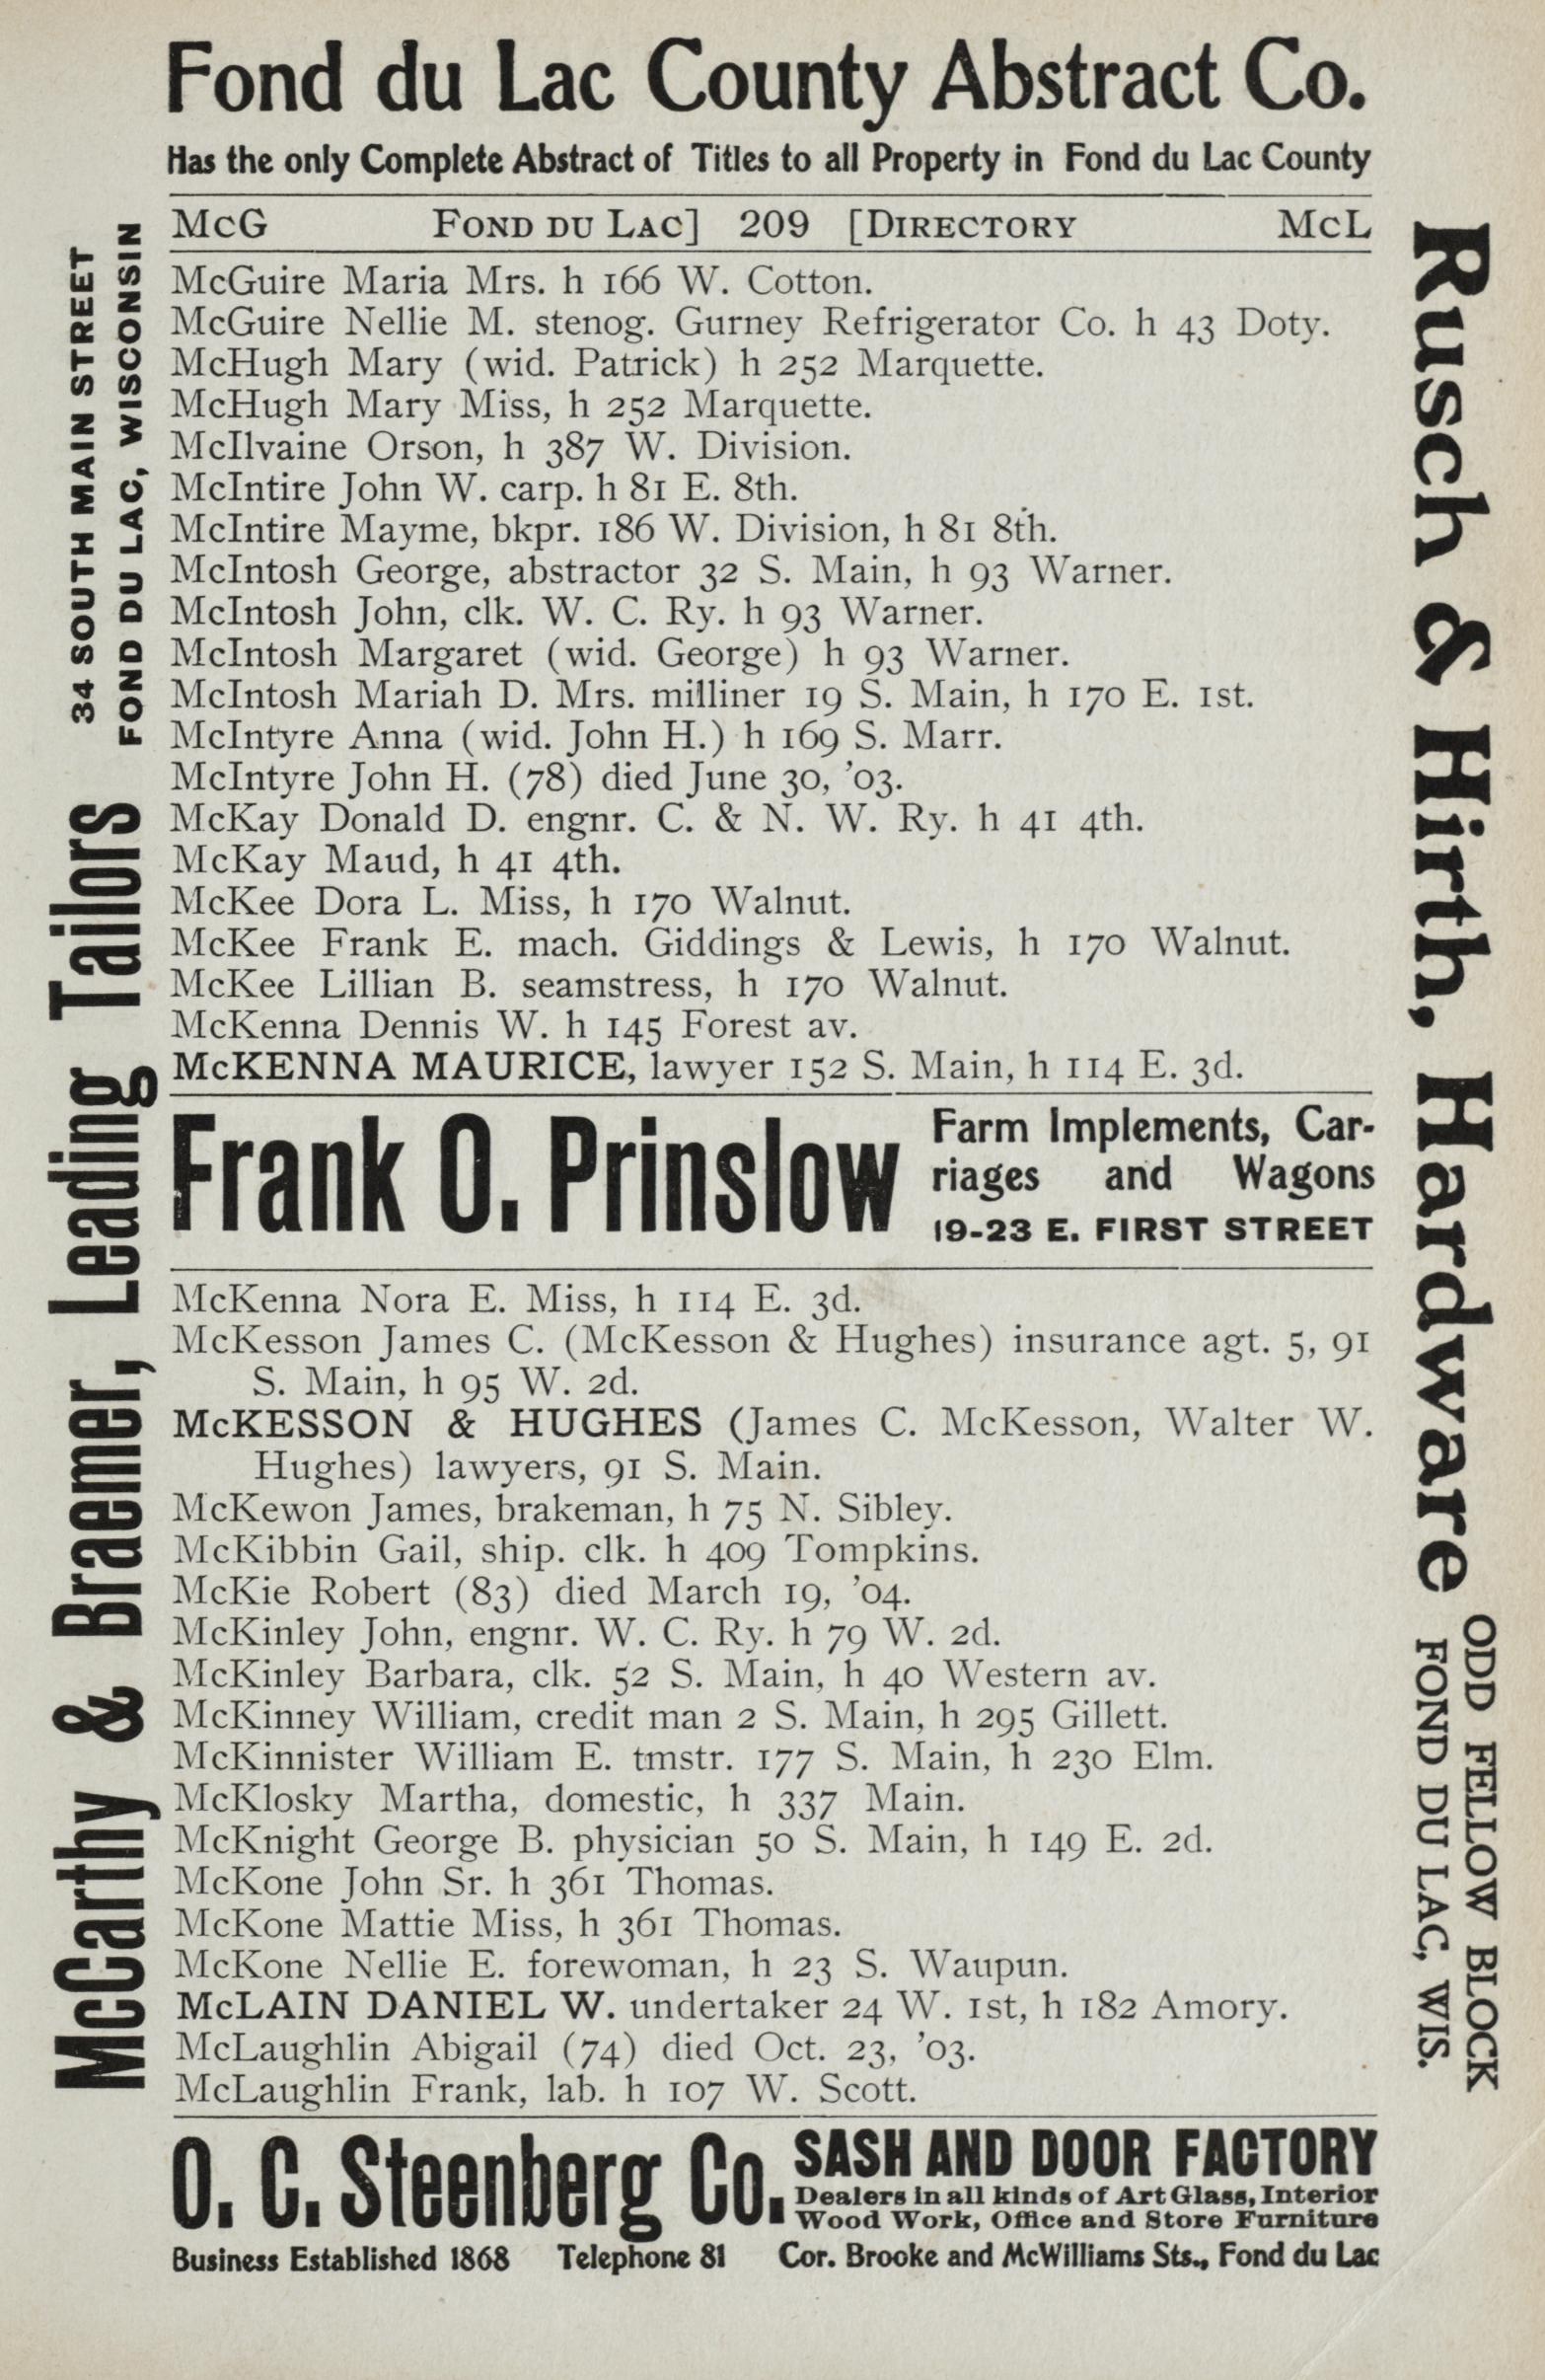 Fond du Lac County Abstract Co.
Has the only Complete Abstract of Titles to all Property in Fond du Lac County
McG FOND DU LAC] 209 [DIRECTORY McL
McGuire Maria Mrs. h 166 W. Cotton.
McGuire Nellie M. stenog. Gurney Refrigerator Co. h 43 Doty.
McHugh Mary (wid. Patrick) h 252 Marquette.
McHugh Mary Miss, h 252 Marquette.
McIlvaine Orson, h 387 W. Division.
McIntire John W. carp. h 81 E. 8th.
McIntire Mayme, bkpr. 186 W. Division, h 81 8th.
McIntosh George, abstractor 32 S. Main, h 93 Warner.
McIntosh John, clk. W. C. Ry. h 93 Warner.
McIntosh Margaret (wid. George) h 93 Warner.
McIntosh Mariah D. Mrs. milliner 19 S. Main, h 170 E. 1st.
McIntyre Anna (wid. John H.) h 169 S. Marr.
McIntyre John H. (78) died June 30, '03.
McKay Donald D. engnr. C. & N. W. Ry. h 41 4th.
McKay Maud, h 41 4th.
McKee Dora L. Miss, h 170 Walnut.
McKee Frank E. mach. Giddings & Lewis, h 170 Walnut.
McKee Lillian B. seamstress, h 170 Walnut.
McKenna Dennis W. h 145 Forest av.
McKENNA MAURICE, lawyer 152 S. Main, h 114 E. 3d.
Frank O. Prinslow
Farm Implements, Car-
riages and Wagons
19-23 E. FIRST STREET
McKenna Nora E. Miss, h 114 E. 3d.
McKesson James C. (McKesson & Hughes) insurance agt. 5, 91
S. Main, h 95 W. 2d.
McKESSON & HUGHES (James C. McKesson, Walter W.
Hughes) lawyers, 91 S. Main.
McKewon James, brakeman, h 75 N. Sibley.
McKibbin Gail, ship. clk. h 409 Tompkins.
McKie Robert (83) died March 19, '04.
McKinley John, engnr. W. C. Ry. h 79 W. 2d.
McKinley Barbara, clk. 52 S. Main, h 40 Western av.
McKinney William, credit man 2 S. Main, h 295 Gillett.
McKinnister William E. tmstr. 177 S. Main, h 230 Elm.
McKlosky Martha, domestic, h 337 Main.
McKnight George B. physician 50 S. Main, h 149 E. 2d.
McKone John Sr. h 361 Thomas.
McKone Mattie Miss, h 361 Thomas.
McKone Nellie E. forewoman, h 23 S. Waupun.
McLAIN DANIEL W. undertaker 24 W. 1st, h 182 Amory.
McLaughlin Abigail (74) died Oct. 23, '03.
McLaughlin Frank, lab. h 107 W. Scott.
O. C. Steenberg Co.
SASH AND DOOR FACTORY
Dealers in all kinds of Art Glass, Interior
Wood Work, Office and Store Furniture
Business Established 1868 Telephone 81 Cor. Brooke and McWilliams Sts., Fond du Lac
McCarthy & Braemer, Leading Tailors
34 SOUTH MAIN STREET
FOND DU LAC, WISCONSIN
Rusch & Hirth, Hardware
ODD FELLOW BLOCK
FOND DU LAC, WIS.